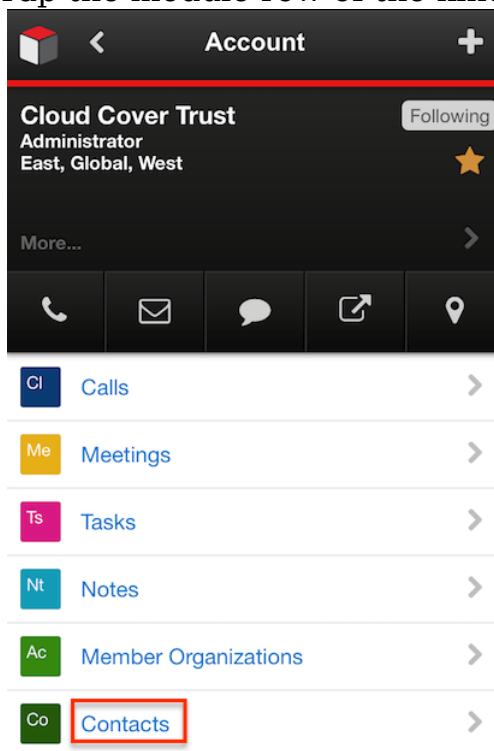 Account
Cloud Cover Trust
Following
Administrator
East, Global, West
More...
Cl Calls
Me Meetings
Ts Tasks
Nt Notes
Ac Member Organizations
Co Contacts